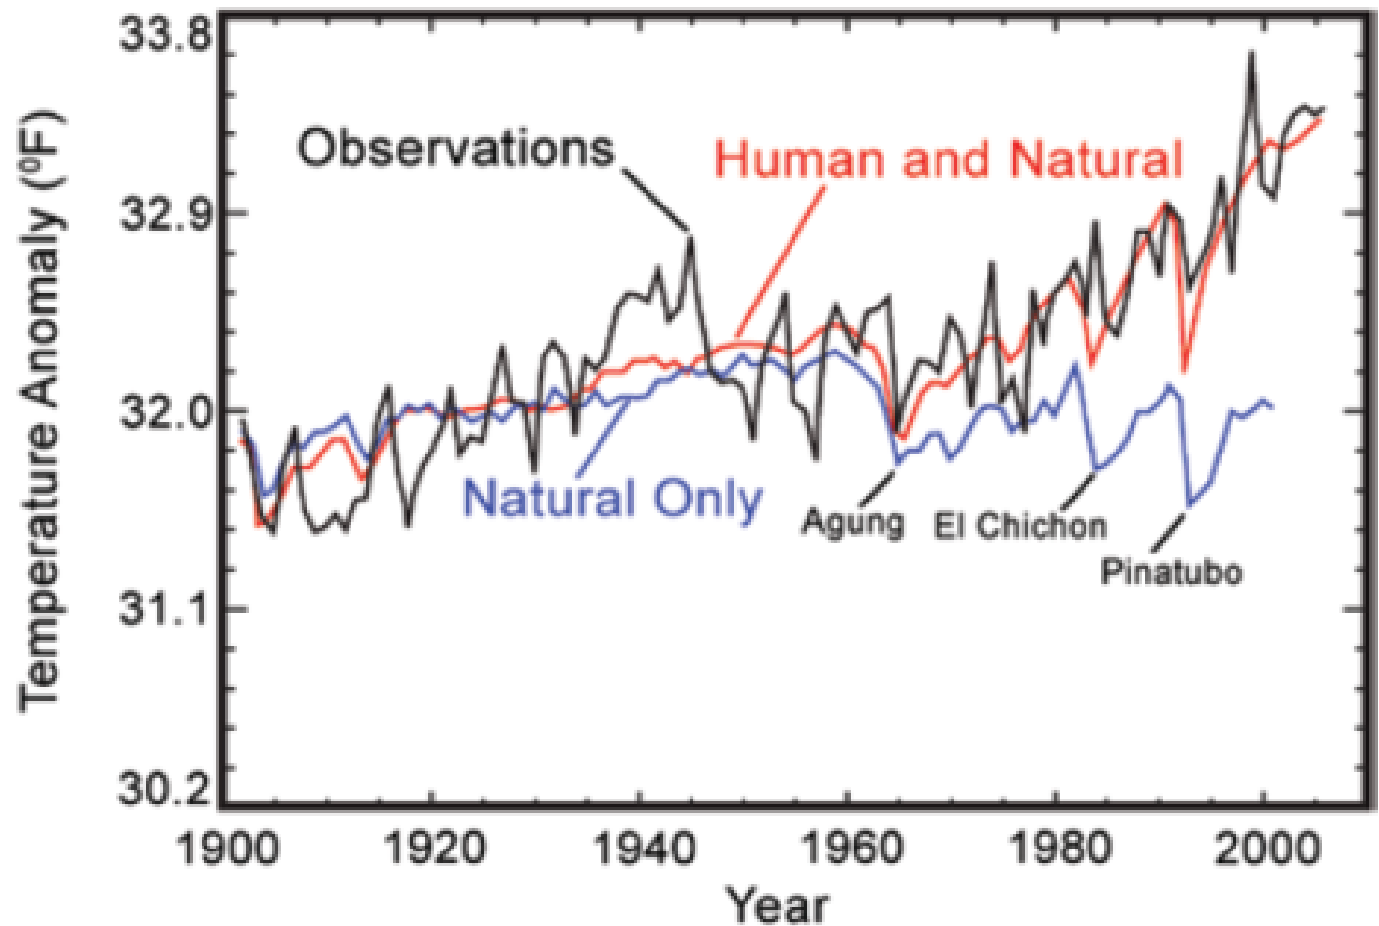 33.8
32.9
32.0
31.1
30.2
Temperature Anomaly (⁰F)
Observations
Human and Natural
Natural Only
Agung
El Chichon
Pinatubo
1900
1920
1940
1960
1980
2000
Year